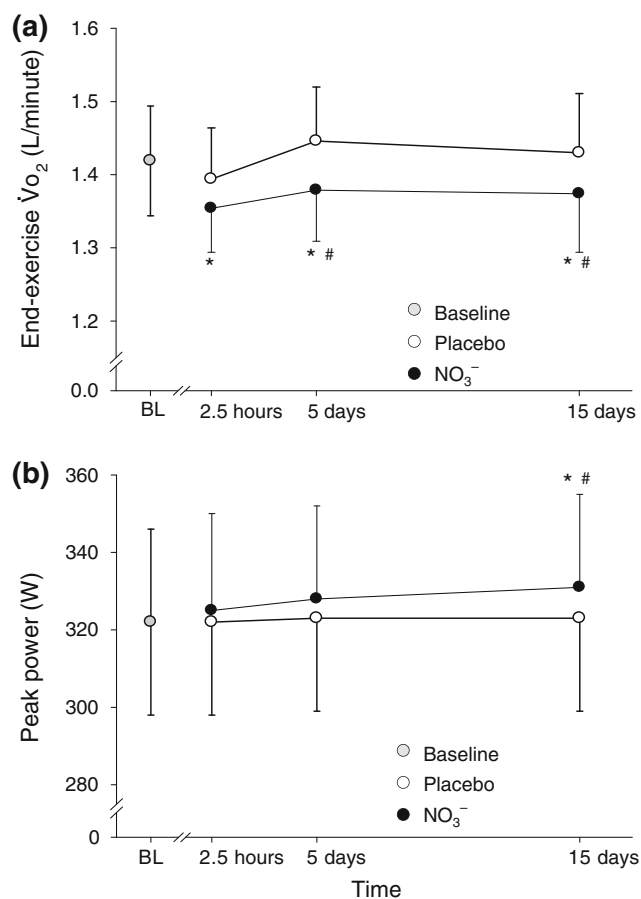 (a)
End-exercise V̇o₂ (L/minute)
1.6
1.5
1.4
1.3
1.2
0.0
*
* #
* #
Baseline
Placebo
NO₃⁻
BL
2.5 hours
5 days
15 days
(b)
Peak power (W)
360
340
320
300
280
0
* #
Baseline
Placebo
NO₃⁻
BL
2.5 hours
5 days
15 days
Time